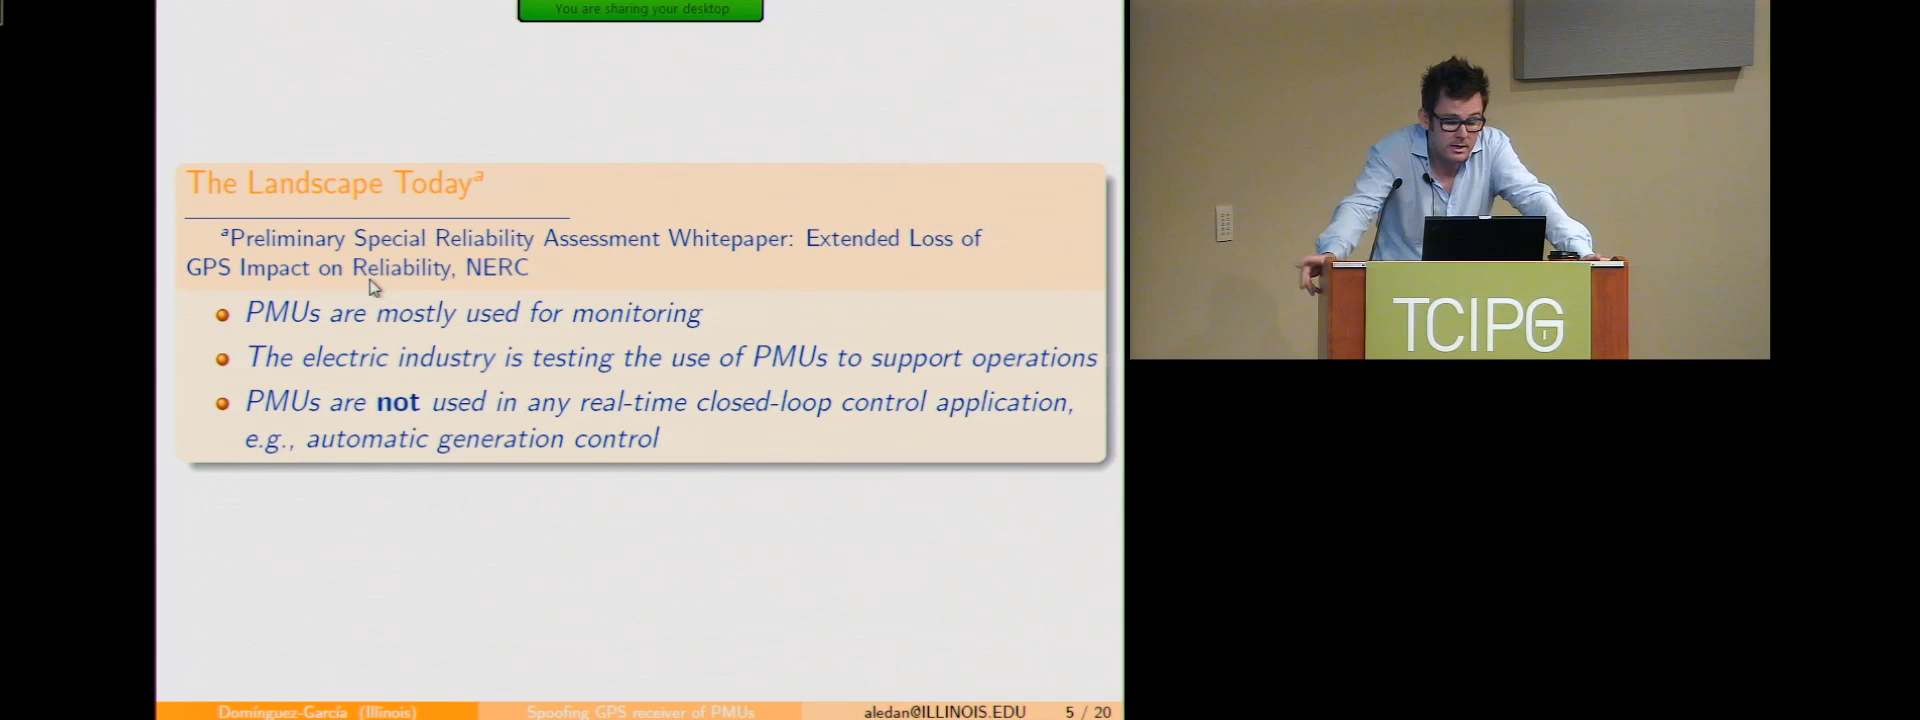 You are sharing your desktop
The Landscape Todayᵃ
ᵃPreliminary Special Reliability Assessment Whitepaper: Extended Loss of
GPS Impact on Reliability, NERC
PMUs are mostly used for monitoring
The electric industry is testing the use of PMUs to support operations
PMUs are not used in any real-time closed-loop control application,
e.g., automatic generation control
Domínguez-García (Illinois)
Spoofing GPS receiver of PMUs
aledan@ILLINOIS.EDU
5 / 20
TCIPG